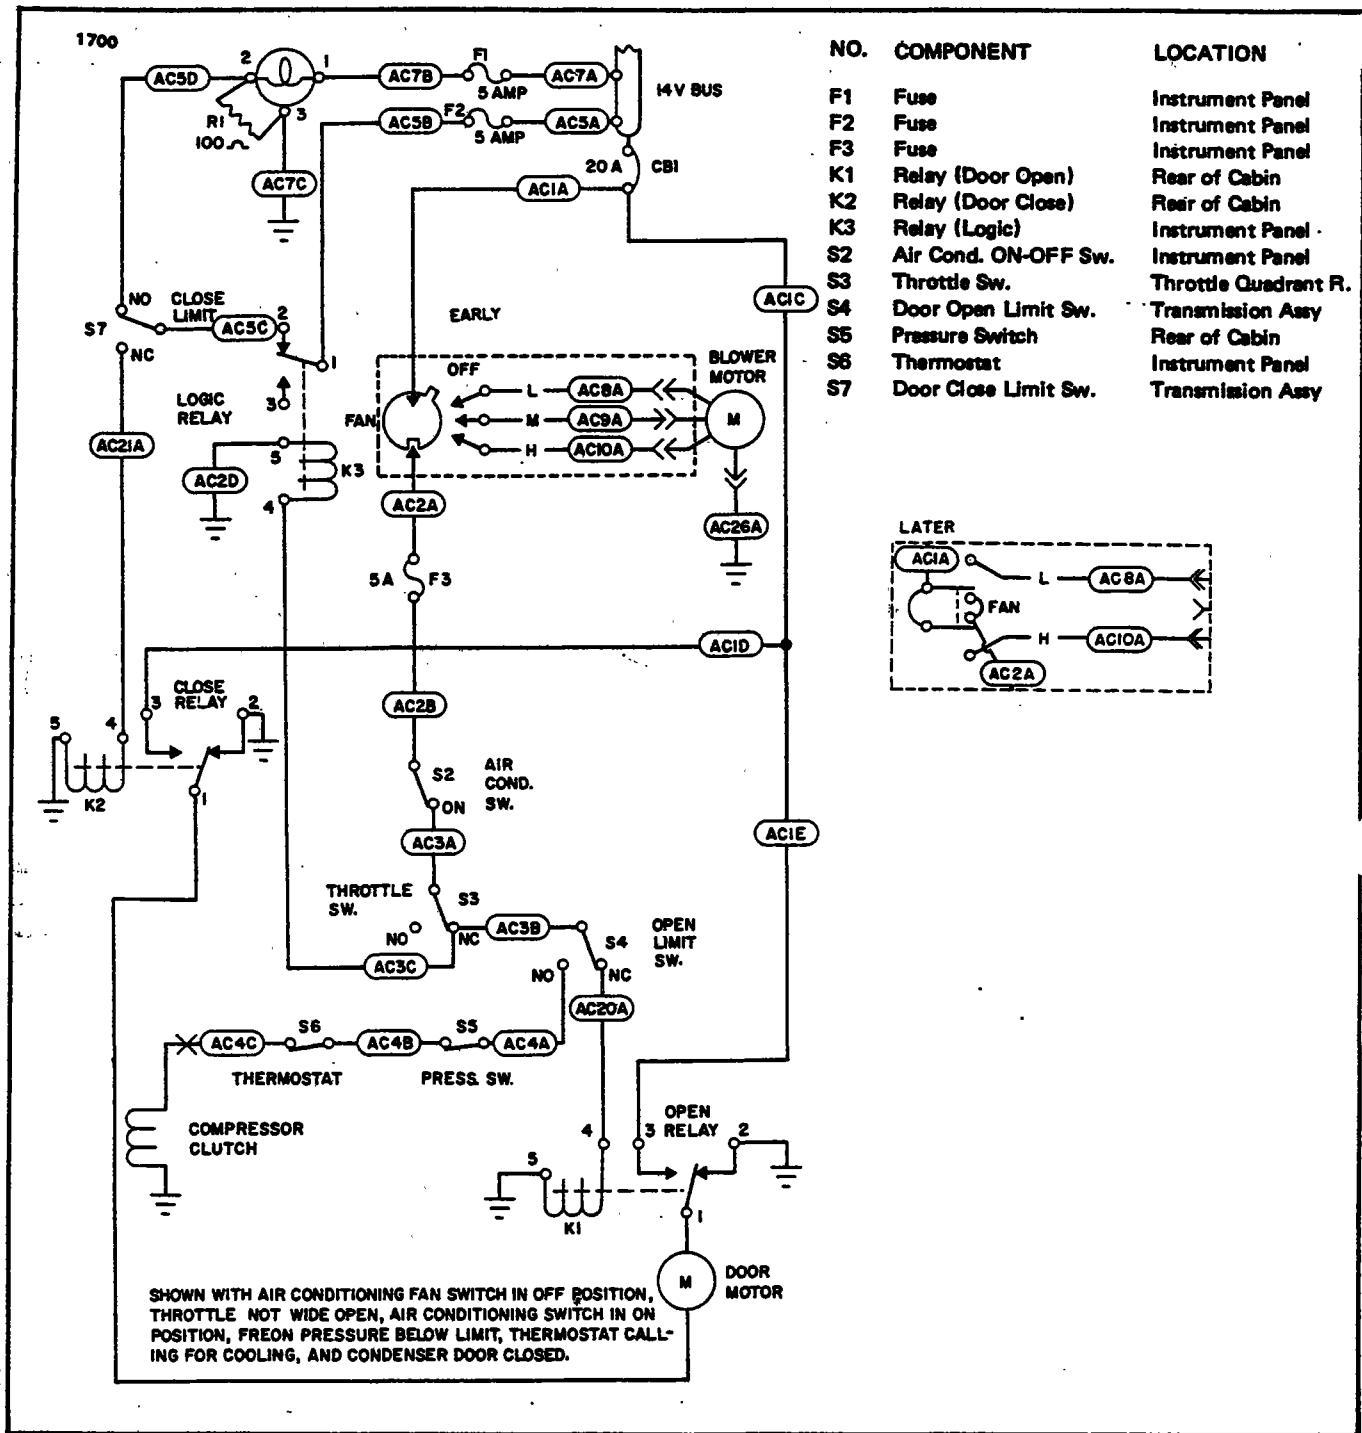 1700
NO. COMPONENT LOCATION
F1 Fuse Instrument Panel
F2 Fuse Instrument Panel
F3 Fuse Instrument Panel
K1 Relay (Door Open) Rear of Cabin
K2 Relay (Door Close) Rear of Cabin
K3 Relay (Logic) Instrument Panel
S2 Air Cond. ON-OFF Sw. Instrument Panel
S3 Throttle Sw. Throttle Quadrant R.
S4 Door Open Limit Sw. Transmission Assy
S5 Pressure Switch Rear of Cabin
S6 Thermostat Instrument Panel
S7 Door Close Limit Sw. Transmission Assy
AC5D 2 1 AC7B F1 AC7A
5 AMP
14V BUS
R1 3 AC5B F2 AC5A
100 5 AMP
20A CB1
AC7C AC1A
AC1C
NO CLOSE
LIMIT
S7 AC5C 2
NC 1
EARLY
OFF
BLOWER
MOTOR
L AC8A
LOGIC
RELAY 3
FAN M AC9A M
H AC10A
AC21A 5
AC2D K3
4
AC2A
AC26A
LATER
AC1A
L AC8A
FAN
H AC10A
AC2A
5A F3
AC1D
CLOSE
RELAY
3 2
5 4
AC2B
K2 1
S2 AIR
COND.
SW.
ON
AC3A
AC1E
THROTTLE
SW.
S3
NO NC AC3B
AC3C
OPEN
LIMIT
SW.
S4
NO NC
AC20A
AC4C S6 AC4B S5 AC4A
THERMOSTAT PRESS. SW.
COMPRESSOR
CLUTCH
OPEN
RELAY
4 3 2
5
K1 1
M DOOR
MOTOR
SHOWN WITH AIR CONDITIONING FAN SWITCH IN OFF POSITION,
THROTTLE NOT WIDE OPEN, AIR CONDITIONING SWITCH IN ON
POSITION, FREON PRESSURE BELOW LIMIT, THERMOSTAT CALL-
ING FOR COOLING, AND CONDENSER DOOR CLOSED.